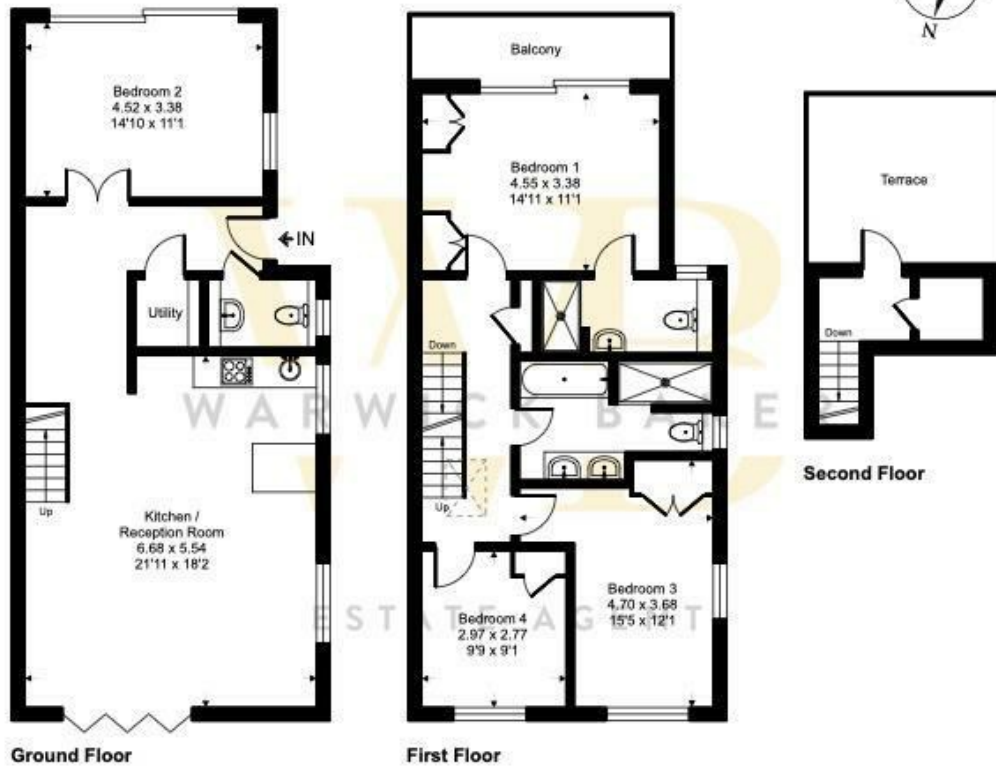 N
Bedroom 2
4.52 x 3.38
14'10 x 11'1
IN
Utility
Kitchen /
Reception Room
6.68 x 5.54
21'11 x 18'2
Up
Ground Floor
Balcony
Bedroom 1
4.55 x 3.38
14'11 x 11'1
Down
Up
Bedroom 4
2.97 x 2.77
9'9 x 9'1
Bedroom 3
4.70 x 3.68
15'5 x 12'1
First Floor
Terrace
Down
Second Floor
WB
WARWICK BAKER
ESTATE AGENT